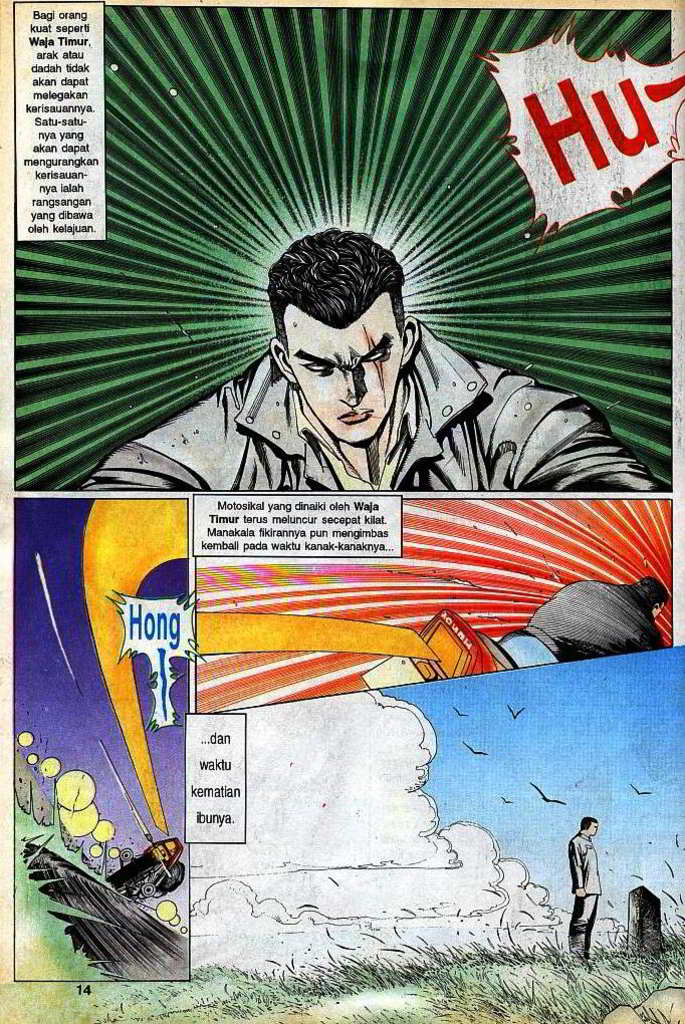 Bagi orang
kuat seperti
Waja Timur,
arak atau
dadah tidak
akan dapat
melegakan
kerisauannya.
Satu-satu-
nya yang
akan dapat
mengurangkan
kerisauan-
nya ialah
rangsangan
yang dibawa
oleh kelajuan.
Hu-
Motosikal yang dinaiki oleh Waja
Timur terus meluncur secepat kilat.
Manakala fikirannya pun mengimbas
kembali pada waktu kanak-kanaknya...
Hong
...dan
waktu
kematian
ibunya.
14